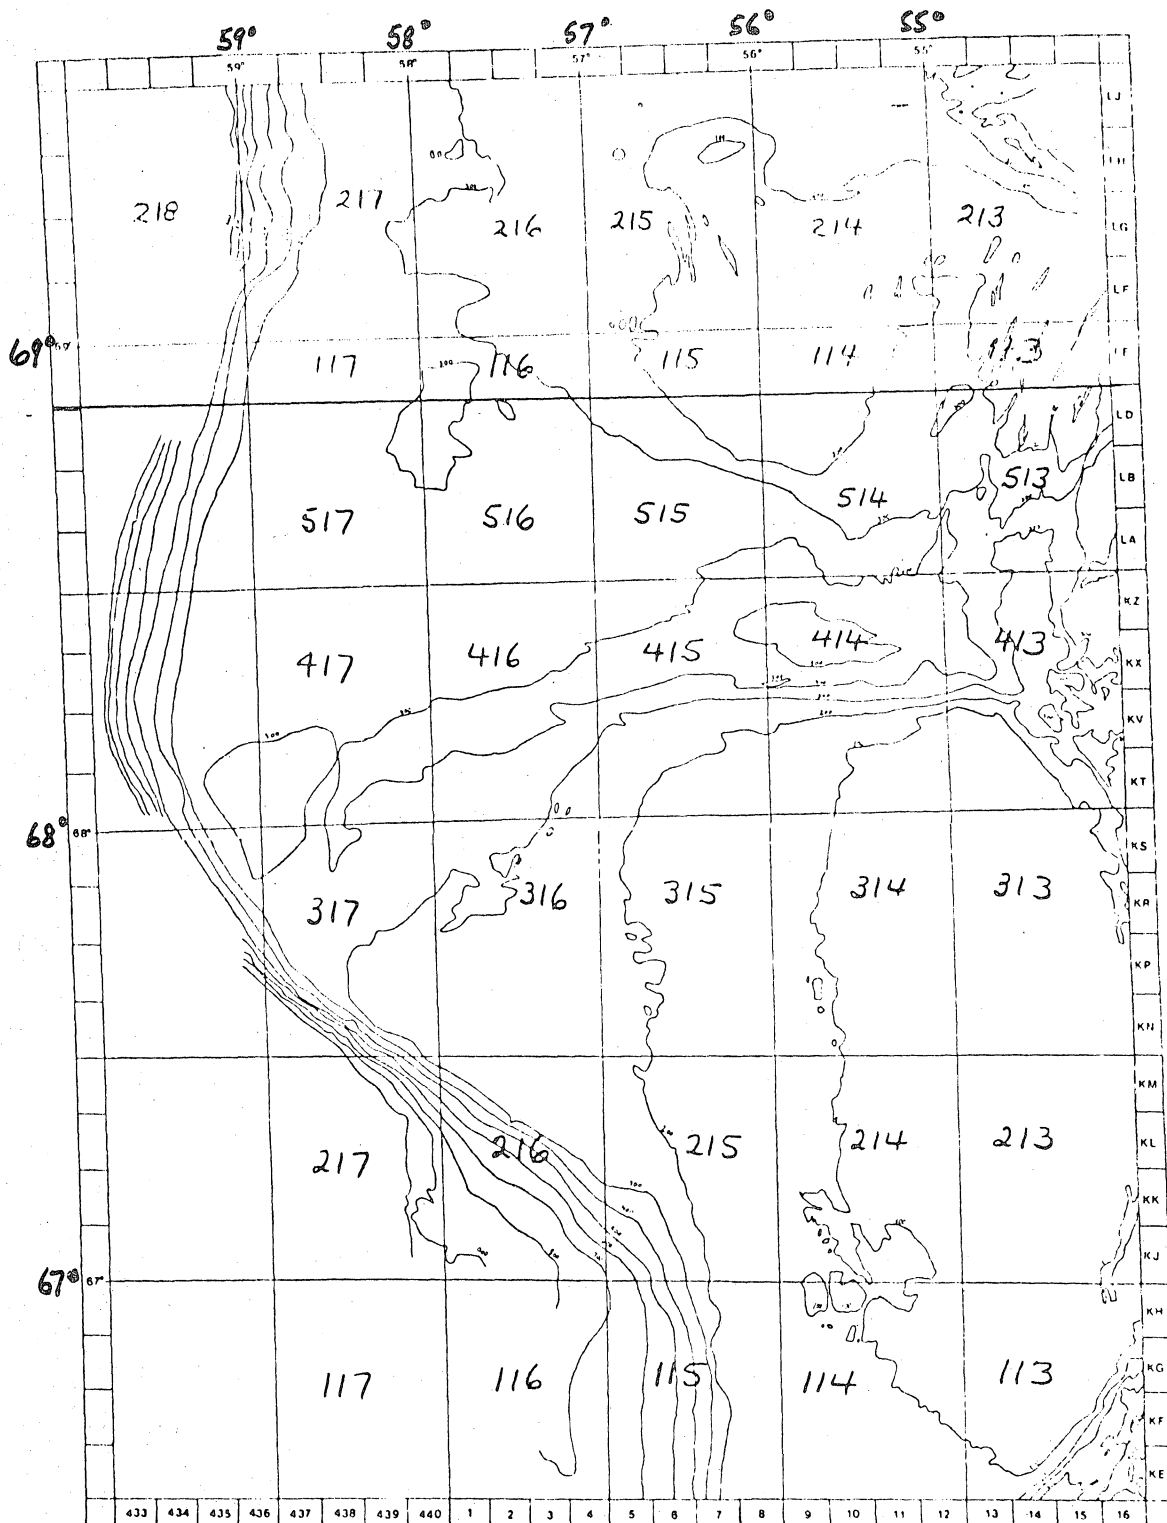 59° 58° 57° 56° 55°
59° 58° 57° 56° 55°
LJ
LH
218 217 216 215 214 213 LG
LF
69° 69°
117 116 115 114 113
LD
517 516 515 514 513 LB
LA
KZ
417 416 415 414 413 KX
KV
KT
68° 68°
KS
317 316 315 314 313 KR
KP
KN
KM
217 216 215 214 213 KL
KK
KJ
67° 67°
KH
117 116 115 114 113 KG
KF
KE
433 434 435 436 437 438 439 440 1 2 3 4 5 6 7 8 9 10 11 12 13 14 15 16